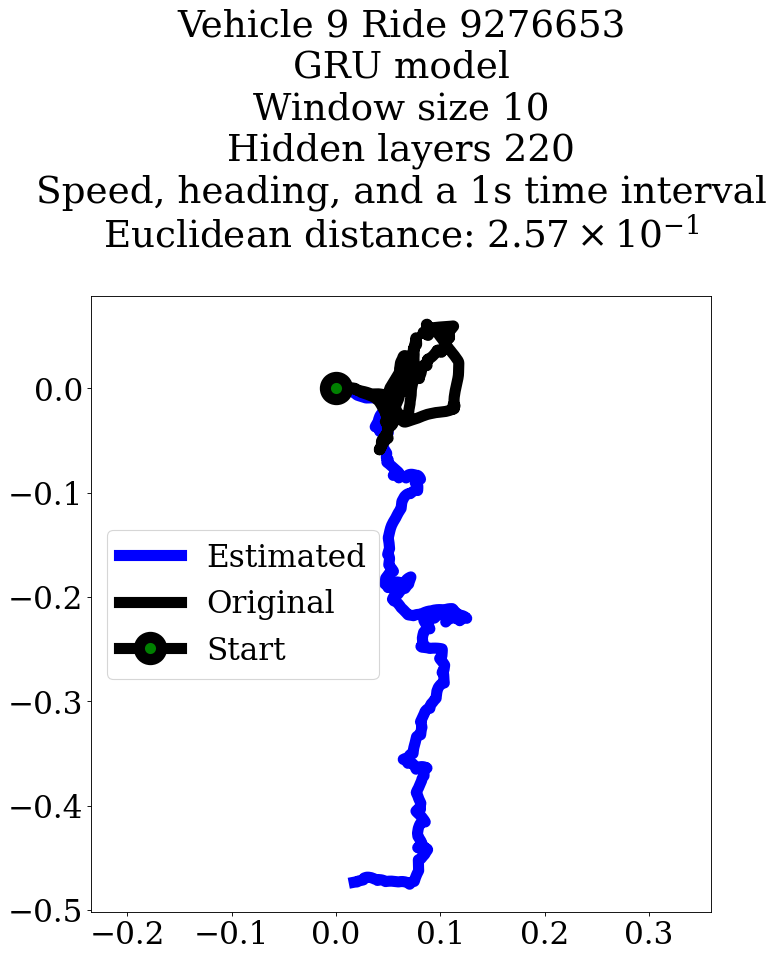 Vehicle 9 Ride 9276653
GRU model
Window size 10
Hidden layers 220
Speed, heading, and a 1s time interval
Euclidean distance: 2.57 × 10⁻¹
0.0
−0.1
−0.2
−0.3
−0.4
−0.5
Estimated
Original
Start
−0.2 −0.1 0.0 0.1 0.2 0.3